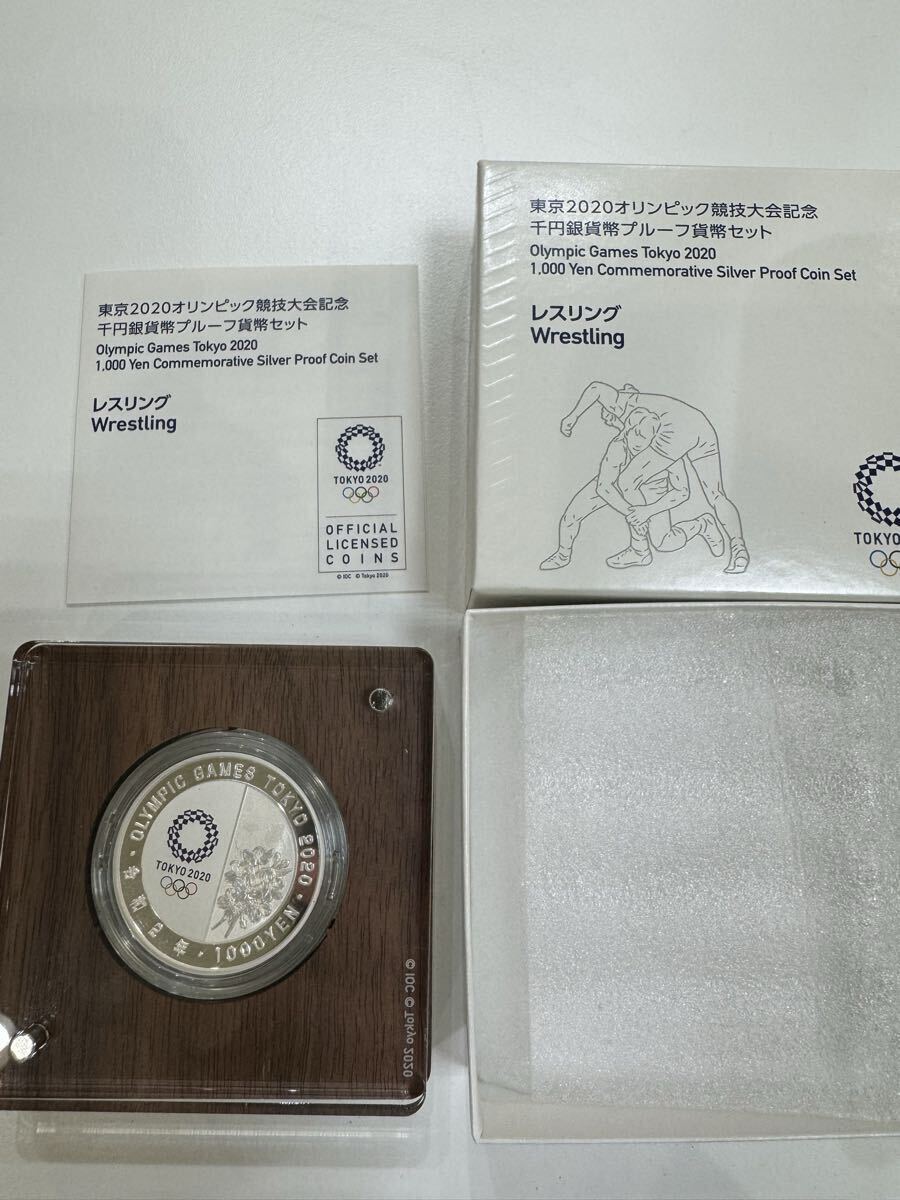 東京2020オリンピック競技大会記念
千円銀貨幣プルーフ貨幣セット
Olympic Games Tokyo 2020
1,000 Yen Commemorative Silver Proof Coin Set
レスリング
Wrestling
TOKYO 2020
OFFICIAL
LICENSED
COINS
© IOC © Tokyo 2020
東京2020オリンピック競技大会記念
千円銀貨幣プルーフ貨幣セット
Olympic Games Tokyo 2020
1,000 Yen Commemorative Silver Proof Coin Set
レスリング
Wrestling
TOKYO
OLYMPIC GAMES TOKYO 2020・1000YEN・令和2年・
TOKYO 2020
© IOC © Tokyo 2020